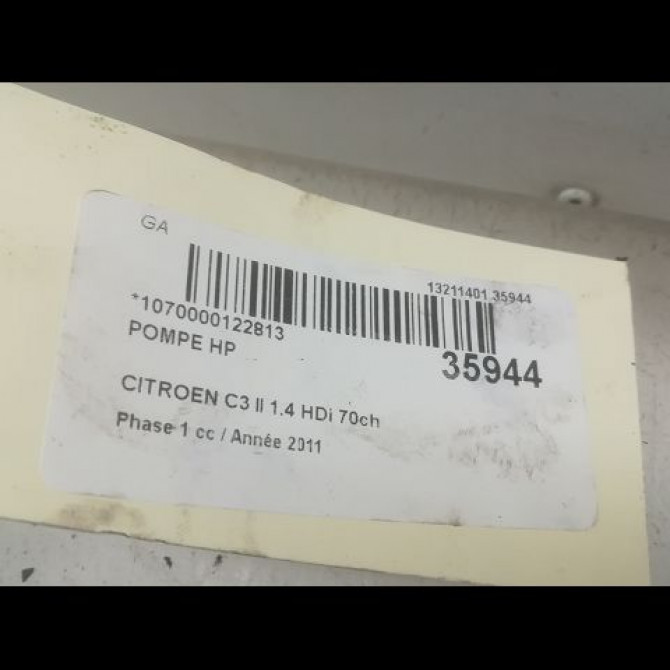 GA
13211401 35944
*1070000122813
35944
POMPE HP
CITROEN C3 II 1.4 HDi 70ch
Phase 1 cc / Année 2011